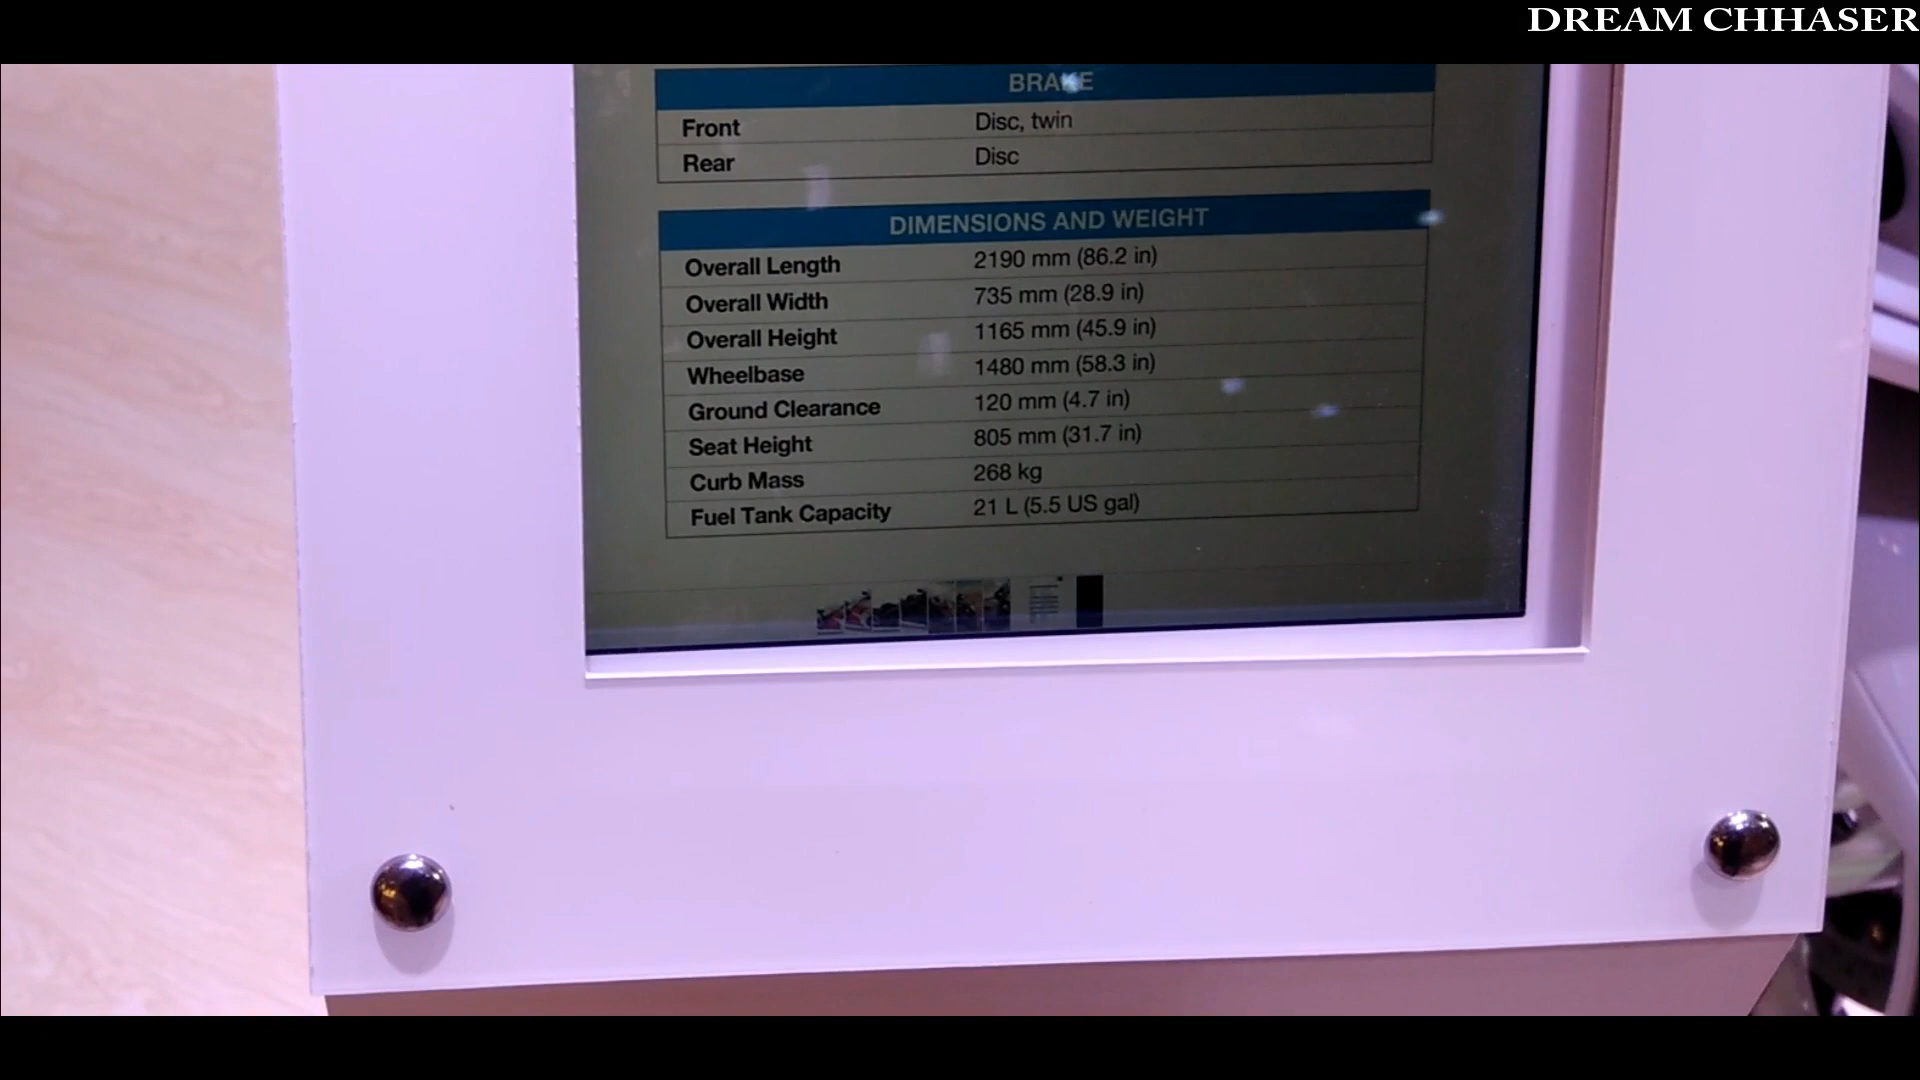 DREAM CHHASER
BRAKE
Front Disc, twin
Rear Disc
DIMENSIONS AND WEIGHT
Overall Length 2190 mm (86.2 in)
Overall Width 735 mm (28.9 in)
Overall Height 1165 mm (45.9 in)
Wheelbase 1480 mm (58.3 in)
Ground Clearance 120 mm (4.7 in)
Seat Height 805 mm (31.7 in)
Curb Mass 268 kg
Fuel Tank Capacity 21 L (5.5 US gal)